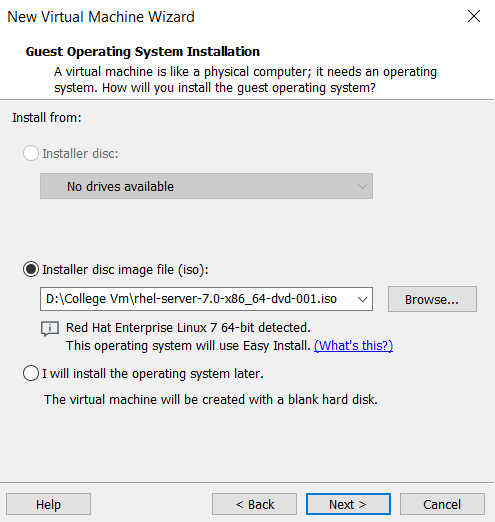 New Virtual Machine Wizard
Guest Operating System Installation
A virtual machine is like a physical computer; it needs an operating
system. How will you install the guest operating system?
Install from:
Installer disc:
No drives available
Installer disc image file (iso):
D:\College Vm\rhel-server-7.0-x86_64-dvd-001.iso
Browse...
Red Hat Enterprise Linux 7 64-bit detected.
This operating system will use Easy Install. (What's this?)
I will install the operating system later.
The virtual machine will be created with a blank hard disk.
Help
< Back
Next >
Cancel